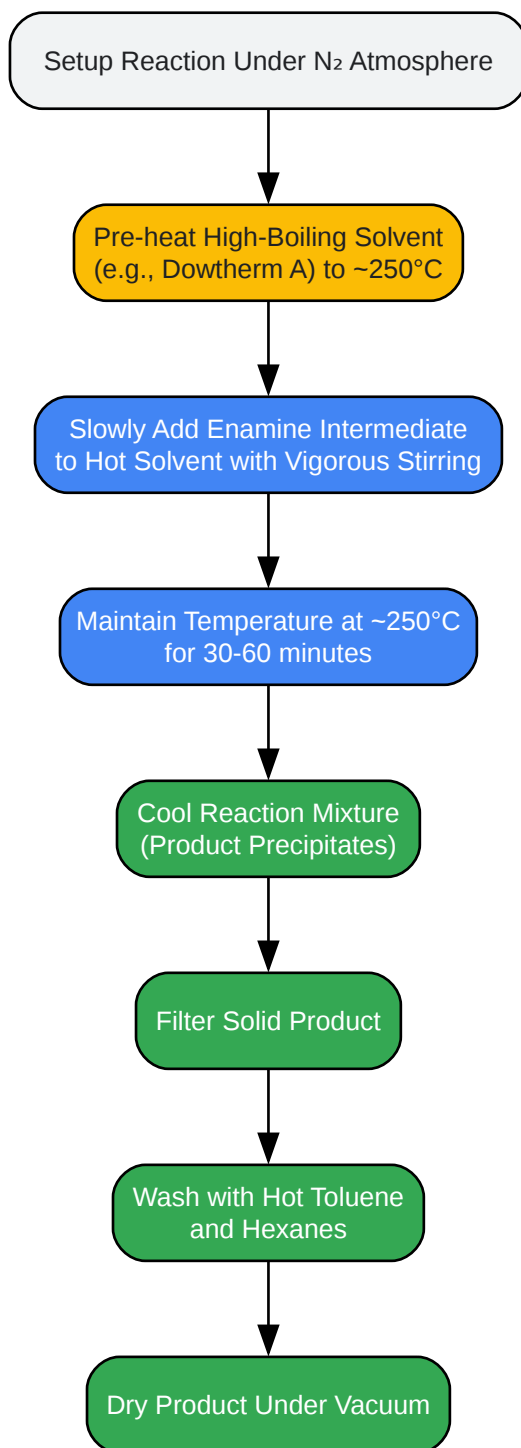 Setup Reaction Under N₂ Atmosphere
Pre-heat High-Boiling Solvent
(e.g., Dowtherm A) to ~250°C
Slowly Add Enamine Intermediate
to Hot Solvent with Vigorous Stirring
Maintain Temperature at ~250°C
for 30-60 minutes
Cool Reaction Mixture
(Product Precipitates)
Filter Solid Product
Wash with Hot Toluene
and Hexanes
Dry Product Under Vacuum